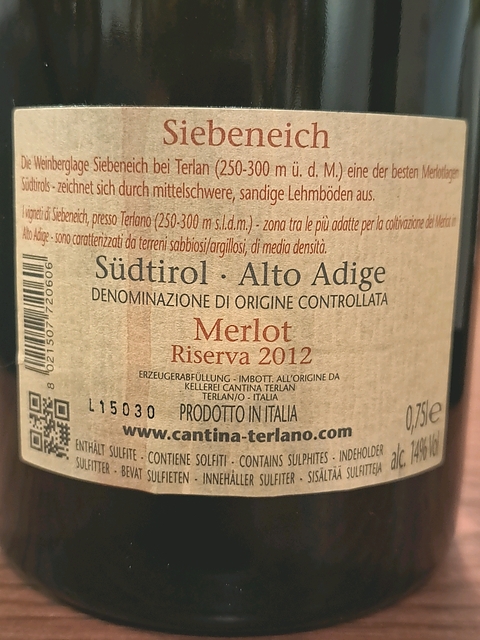 Siebeneich
Die Weinberglage Siebeneich bei Terlan (250-300 m ü. d. M.) eine der besten Merlotlagen
Südtirols - zeichnet sich durch mittelschwere, sandige Lehmböden aus.
I vigneti di Siebeneich, presso Terlano (250-300 m s.l.d.m.) - zona tra le più adatte per la coltivazione del Merlot in
Alto Adige - sono caratterizzati da terreni sabbiosi/argillosi, di media densità.
Südtirol · Alto Adige
DENOMINAZIONE DI ORIGINE CONTROLLATA
Merlot
Riserva 2012
ERZEUGERABFÜLLUNG - IMBOTT. ALL'ORIGINE DA
KELLEREI CANTINA TERLAN
TERLAN/O - ITALIA
L15030 PRODOTTO IN ITALIA
0,75l e
www.cantina-terlano.com
alc. 14% Vol
ENTHÄLT SULFITE - CONTIENE SOLFITI - CONTAINS SULPHITES - INDEHOLDER
SULFITTER - BEVAT SULFIETEN - INNEHÅLLER SULFITER - SISÄLTÄÄ SULFIITTEJA
8 021507 720606